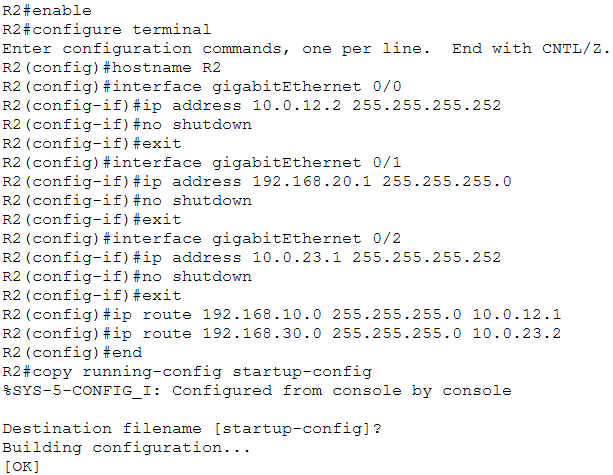 R2#enable
R2#configure terminal
Enter configuration commands, one per line.  End with CNTL/Z.
R2(config)#hostname R2
R2(config)#interface gigabitEthernet 0/0
R2(config-if)#ip address 10.0.12.2 255.255.255.252
R2(config-if)#no shutdown
R2(config-if)#exit
R2(config)#interface gigabitEthernet 0/1
R2(config-if)#ip address 192.168.20.1 255.255.255.0
R2(config-if)#no shutdown
R2(config-if)#exit
R2(config)#interface gigabitEthernet 0/2
R2(config-if)#ip address 10.0.23.1 255.255.255.252
R2(config-if)#no shutdown
R2(config-if)#exit
R2(config)#ip route 192.168.10.0 255.255.255.0 10.0.12.1
R2(config)#ip route 192.168.30.0 255.255.255.0 10.0.23.2
R2(config)#end
R2#copy running-config startup-config
%SYS-5-CONFIG_I: Configured from console by console

Destination filename [startup-config]?
Building configuration...
[OK]